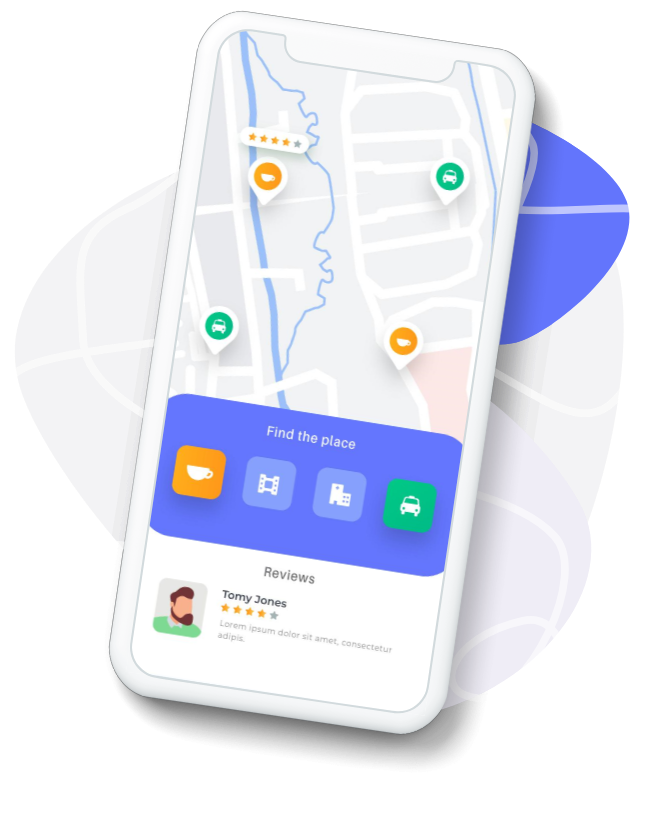 Find the place
Reviews
Tomy Jones
Lorem ipsum dolor sit amet, consectetur
adipis.